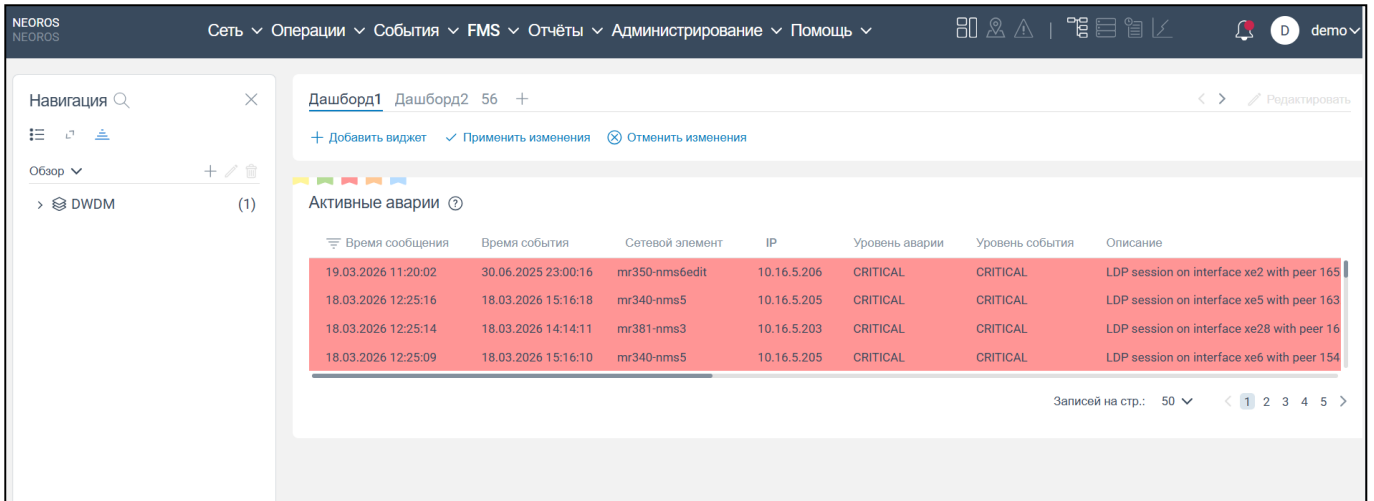 NEOROS
NEOROS
Сеть Операции События FMS Отчёты Администрирование Помощь D demo
Навигация
Обзор
DWDM (1)
Дашборд1 Дашборд2 56 + Редактировать
+ Добавить виджет Применить изменения Отменить изменения
Активные аварии ?
Время сообщения Время события Сетевой элемент IP Уровень аварии Уровень события Описание
19.03.2026 11:20:02 30.06.2025 23:00:16 mr350-nms6edit 10.16.5.206 CRITICAL CRITICAL LDP session on interface xe2 with peer 165
18.03.2026 12:25:16 18.03.2026 15:16:18 mr340-nms5 10.16.5.205 CRITICAL CRITICAL LDP session on interface xe5 with peer 163
18.03.2026 12:25:14 18.03.2026 14:14:11 mr381-nms3 10.16.5.203 CRITICAL CRITICAL LDP session on interface xe28 with peer 16
18.03.2026 12:25:09 18.03.2026 15:16:10 mr340-nms5 10.16.5.205 CRITICAL CRITICAL LDP session on interface xe6 with peer 154
Записей на стр.: 50 < 1 2 3 4 5 >